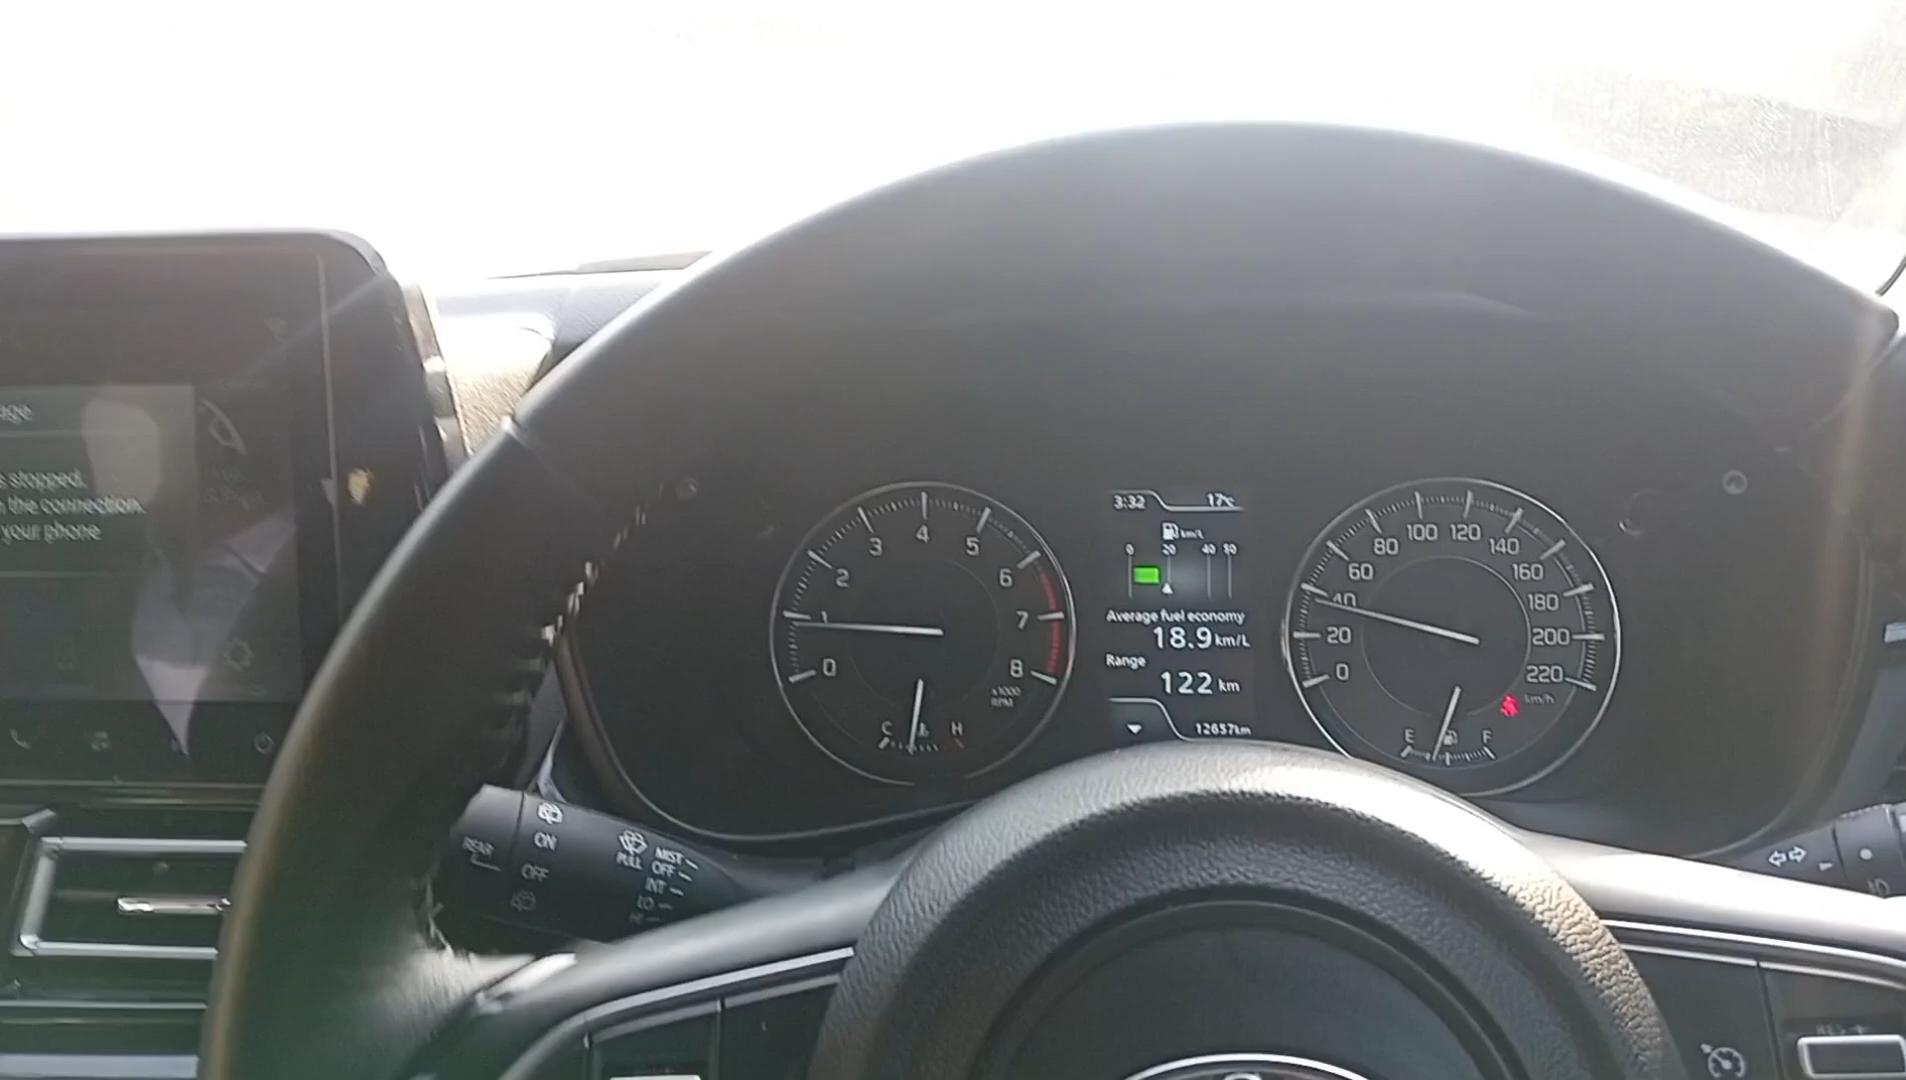 s stopped.
the connection.
your phone
0
1
2
3
4
5
6
7
8
x1000
RPM
C
H
3:32
17℃
km/L
0
20
40
50
Average fuel economy
18.9 km/L
Range
122 km
12657km
0
20
40
60
80
100
120
140
160
180
200
220
km/h
E
F
REAR
ON
OFF
PULL
MIST
OFF
INT
LO
HI